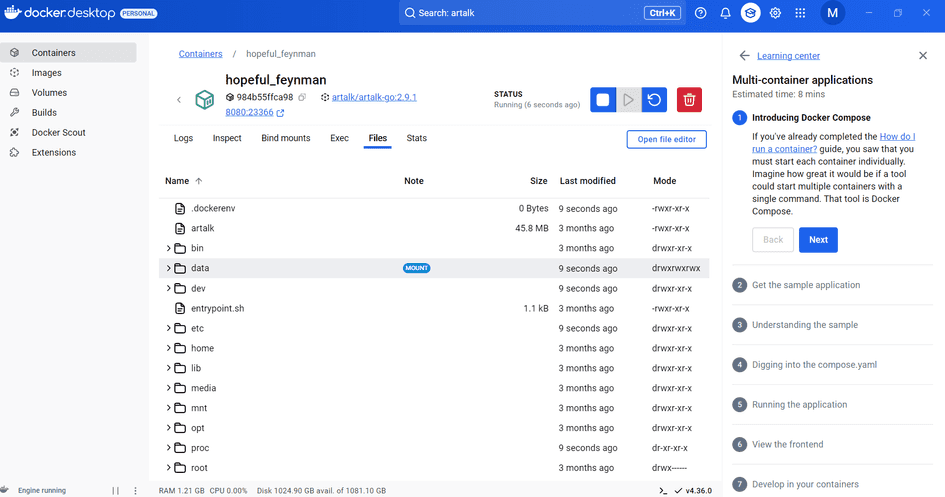 docker desktop PERSONAL
Search: artalk Ctrl+K
M
Containers
Images
Volumes
Builds
Docker Scout
Extensions
Containers / hopeful_feynman
hopeful_feynman
984b55ffca98 artalk/artalk-go:2.9.1
8080:23366
STATUS
Running (6 seconds ago)
Logs Inspect Bind mounts Exec Files Stats
Open file editor
Name Note Size Last modified Mode
.dockerenv 0 Bytes 9 seconds ago -rwxr-xr-x
artalk 45.8 MB 3 months ago -rwxr-xr-x
bin 3 months ago drwxr-xr-x
data MOUNT 9 seconds ago drwxrwxrwx
dev 9 seconds ago drwxr-xr-x
entrypoint.sh 1.1 kB 3 months ago -rwxr-xr-x
etc 9 seconds ago drwxr-xr-x
home 3 months ago drwxr-xr-x
lib 3 months ago drwxr-xr-x
media 3 months ago drwxr-xr-x
mnt 3 months ago drwxr-xr-x
opt 3 months ago drwxr-xr-x
proc 9 seconds ago dr-xr-xr-x
root 3 months ago drwx------
Learning center
Multi-container applications
Estimated time: 8 mins
1 Introducing Docker Compose
If you've already completed the How do I
run a container? guide, you saw that you
must start each container individually.
Imagine how great it would be if a tool
could start multiple containers with a
single command. That tool is Docker
Compose.
Back Next
2 Get the sample application
3 Understanding the sample
4 Digging into the compose.yaml
5 Running the application
6 View the frontend
7 Develop in your containers
Engine running
RAM 1.21 GB CPU 0.00% Disk 1024.90 GB avail. of 1081.10 GB
v4.36.0